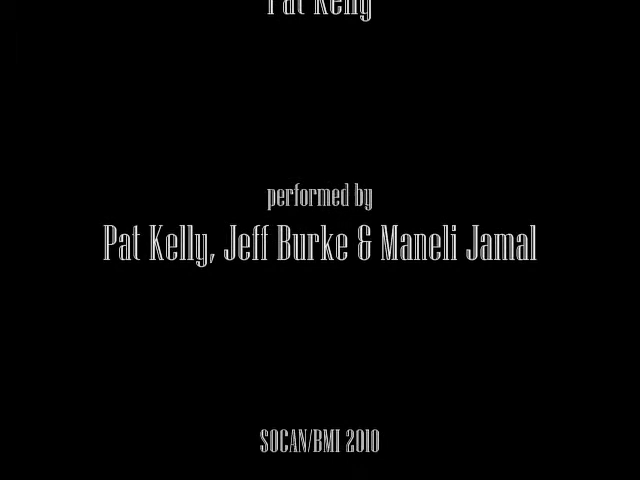 Pat Kelly
performed by
Pat Kelly, Jeff Burke & Maneli Jamal
SOCAN/BMI 2010